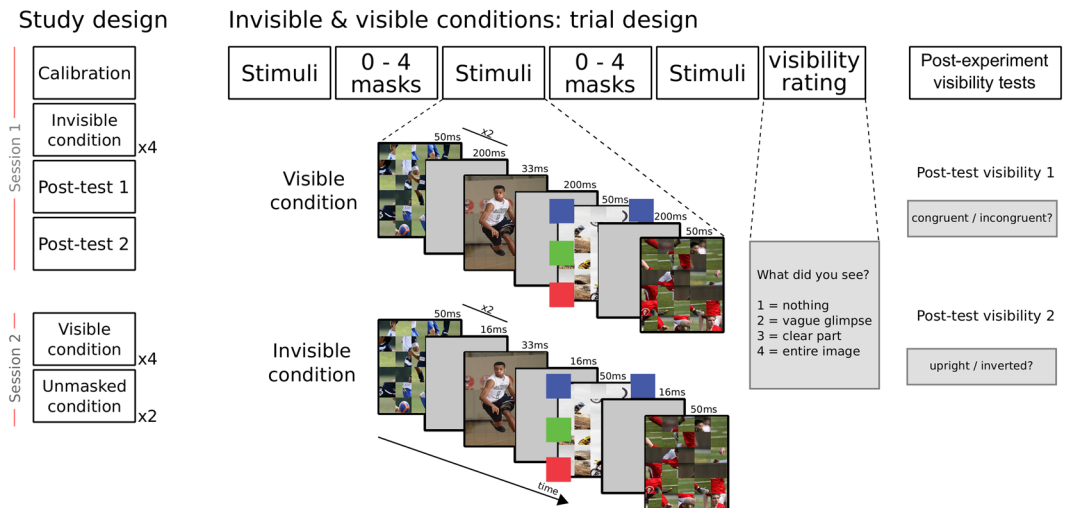 Study design
Session 1
Calibration
Invisible
condition
x4
Post-test 1
Post-test 2
Session 2
Visible
condition
x4
Unmasked
condition
x2
Invisible & visible conditions: trial design
Stimuli
0 - 4
masks
Stimuli
0 - 4
masks
Stimuli
visibility
rating
Visible
condition
50ms
x2
200ms
33ms
200ms
50ms
200ms
50ms
Invisible
condition
50ms
x2
16ms
33ms
16ms
50ms
16ms
50ms
time
What did you see?
1 = nothing
2 = vague glimpse
3 = clear part
4 = entire image
Post-experiment
visibility tests
Post-test visibility 1
congruent / incongruent?
Post-test visibility 2
upright / inverted?